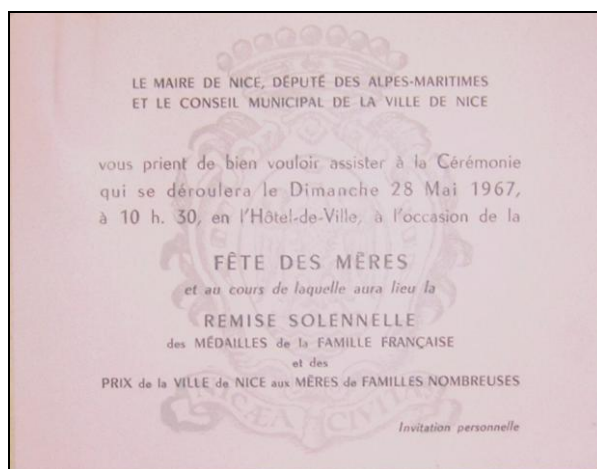 LE MAIRE DE NICE, DÉPUTÉ DES ALPES-MARITIMES
ET LE CONSEIL MUNICIPAL DE LA VILLE DE NICE
vous prient de bien vouloir assister à la Cérémonie
qui se déroulera le Dimanche 28 Mai 1967,
à 10 h. 30, en l'Hôtel-de-Ville, à l'occasion de la
FÊTE DES MÈRES
et au cours de laquelle aura lieu la
REMISE SOLENNELLE
des MÉDAILLES de la FAMILLE FRANÇAISE
et des
PRIX de la VILLE de NICE aux MÈRES de FAMILLES NOMBREUSES
NICÆA CIVITAS
Invitation personnelle